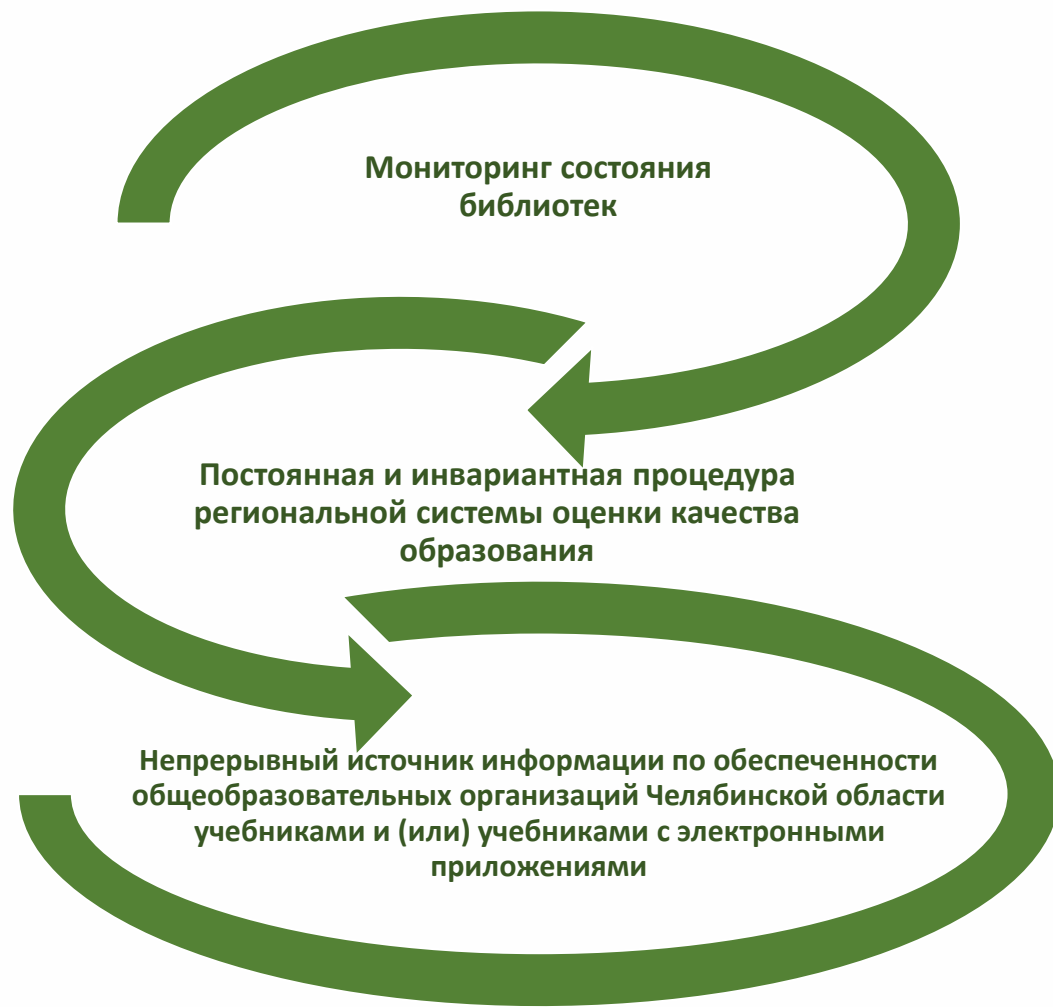 Мониторинг состояния
библиотек
Постоянная и инвариантная процедура
региональной системы оценки качества
образования
Непрерывный источник информации по обеспеченности
общеобразовательных организаций Челябинской области
учебниками и (или) учебниками с электронными
приложениями